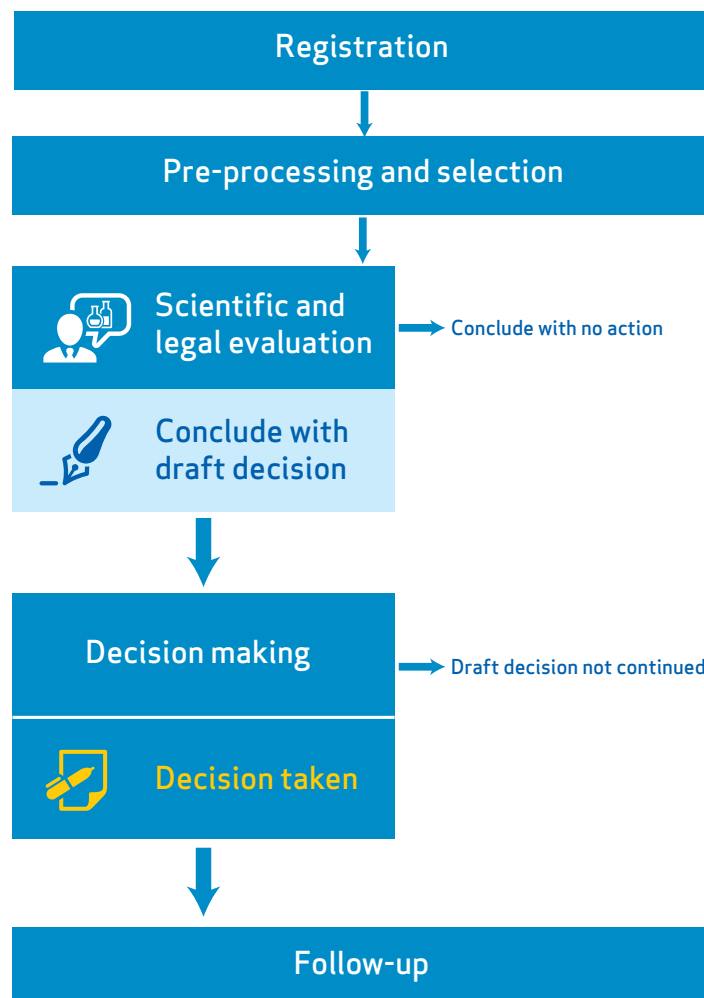 Registration
Pre-processing and selection
Scientific and
legal evaluation
Conclude with no action
Conclude with
draft decision
Decision making
Draft decision not continued
Decision taken
Follow-up